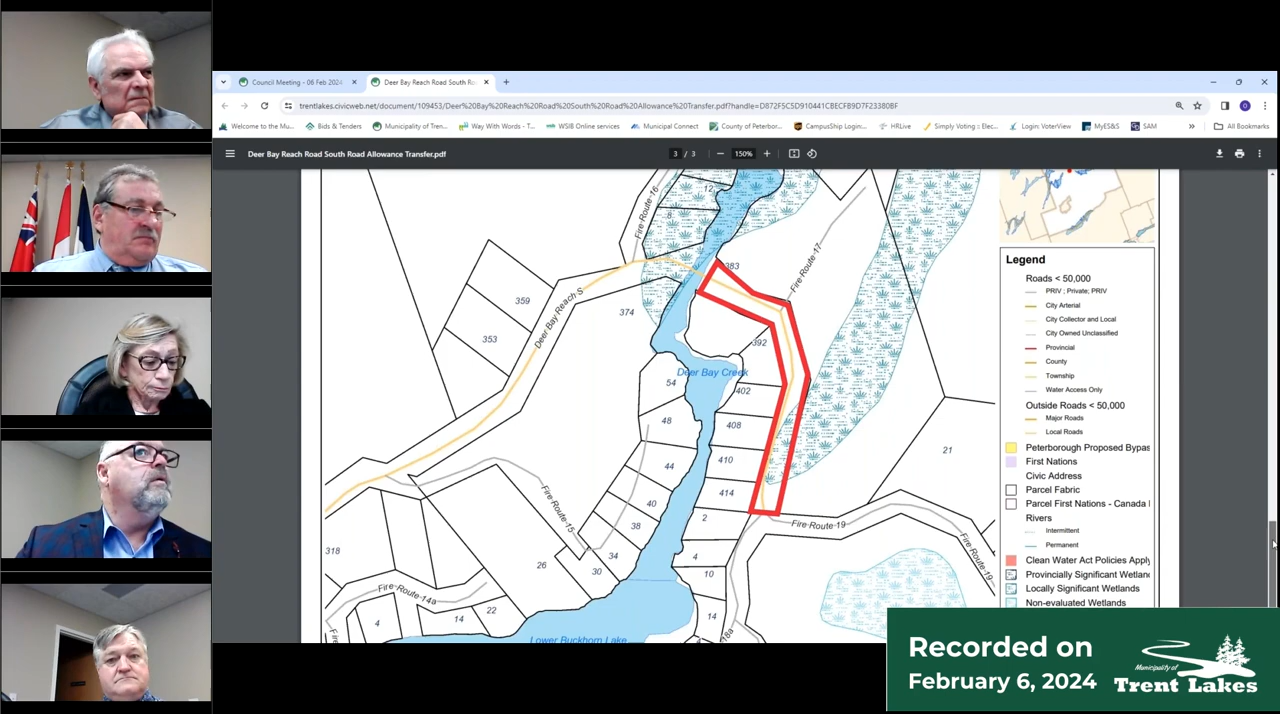 Council Meeting - 06 Feb 2024
Deer Bay Reach Road South Ro
trentlakes.civicweb.net/document/109453/Deer%20Bay%20Reach%20Road%20South%20Road%20Allowance%20Transfer.pdf?handle=D872F5C5D910441CBECFB9D7F23380BF
Welcome to the Mu...
Bids & Tenders
Municipality of Tren...
Way With Words - T...
WSIB Online services
Municipal Connect
County of Peterbor...
CampusShip Login:...
HRLive
Simply Voting :: Elec...
Login: VoterView
MyES&S
SAM
»
All Bookmarks
Deer Bay Reach Road South Road Allowance Transfer.pdf
3 / 3
150%
12
8
Fire Route 16
383
Fire Route 17
359
374
Deer Bay Reach S
353
392
Deer Bay Creek
54
402
48
408
21
44
410
414
40
2
Fire Route 19
Fire Route 15
38
318
34
4
Fire Route 19
26
30
10
Fire Route 14a
22
4
14
14
18a
Lower Buckhorn Lake
Legend
Roads < 50,000
PRIV ; Private; PRIV
City Arterial
City Collector and Local
City Owned Unclassified
Provincial
County
Township
Water Access Only
Outside Roads < 50,000
Major Roads
Local Roads
Peterborough Proposed Bypas
First Nations
Civic Address
Parcel Fabric
Parcel First Nations - Canada
Rivers
Intermittent
Permanent
Clean Water Act Policies Apply
Provincially Significant Wetlan
Locally Significant Wetlands
Non-evaluated Wetlands
Recorded on
February 6, 2024
Municipality of
Trent Lakes